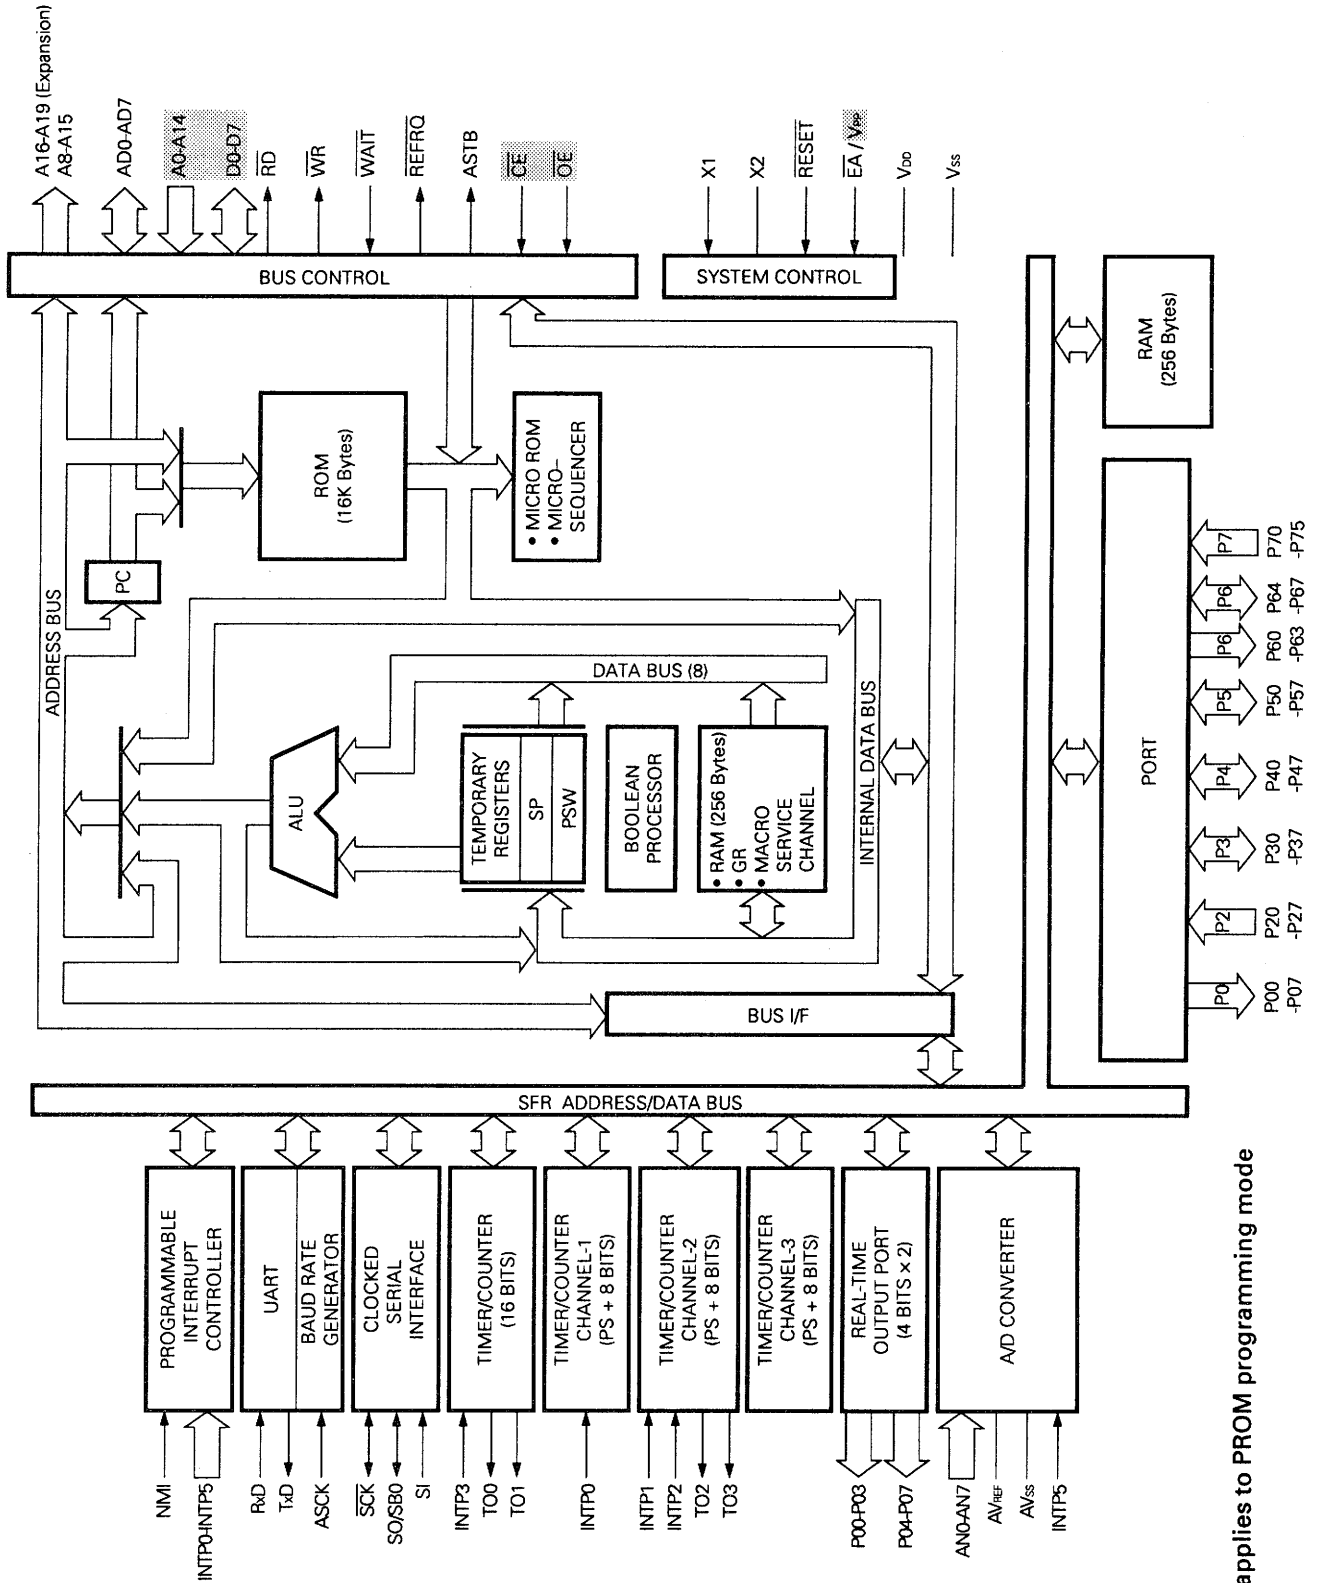 NMI
INTP0-INTP5
RxD
TxD
ASCK
SCK
SO/SB0
SI
INTP3
TO0
TO1
INTP0
INTP1
INTP2
TO2
TO3
P00-P03
P04-P07
AN0-AN7
AVREF
AVSS
INTP5
PROGRAMMABLE
INTERRUPT
CONTROLLER
UART
BAUD RATE
GENERATOR
CLOCKED
SERIAL
INTERFACE
TIMER/COUNTER
(16 BITS)
TIMER/COUNTER
CHANNEL-1
(PS + 8 BITS)
TIMER/COUNTER
CHANNEL-2
(PS + 8 BITS)
TIMER/COUNTER
CHANNEL-3
(PS + 8 BITS)
REAL-TIME
OUTPUT PORT
(4 BITS × 2)
A/D CONVERTER
SFR ADDRESS/DATA BUS
BUS I/F
ADDRESS BUS
PC
ALU
TEMPORARY
REGISTERS
SP
PSW
BOOLEAN
PROCESSOR
• RAM (256 Bytes)
• GR
• MACRO
SERVICE
CHANNEL
DATA BUS (8)
INTERNAL DATA BUS
ROM
(16K Bytes)
• MICRO ROM
• MICRO–
SEQUENCER
BUS CONTROL
SYSTEM CONTROL
A16-A19 (Expansion)
A8-A15
AD0-AD7
A0-A14
D0-D7
RD
WR
WAIT
REFRQ
ASTB
CE
OE
X1
X2
RESET
EA / VPP
VDD
VSS
RAM
(256 Bytes)
PORT
P0
P2
P3
P4
P5
P6
P6
P7
P00
-P07
P20
-P27
P30
-P37
P40
-P47
P50
-P57
P60
-P63
P64
-P67
P70
-P75
applies to PROM programming mode